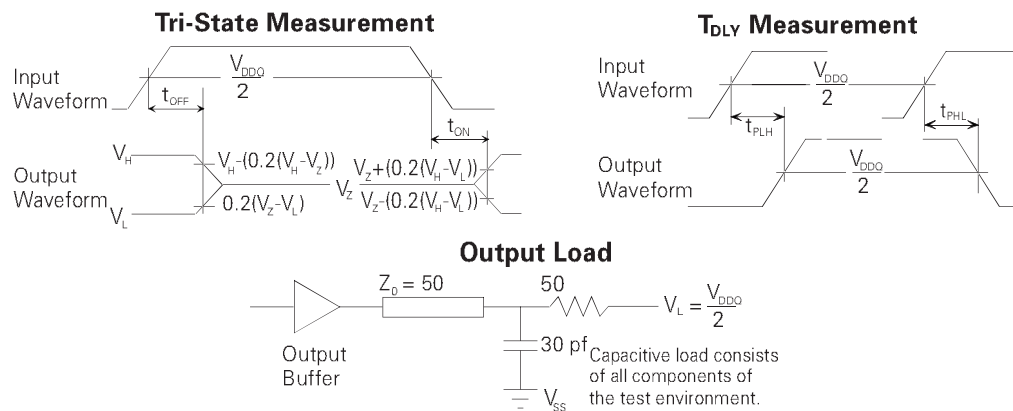 Tri-State Measurement
Input
Waveform
V_DDQ
2
t_OFF
t_ON
Output
Waveform
V_H
V_L
V_H-(0.2(V_H-V_Z))
0.2(V_Z-V_L)
V_Z
V_Z+(0.2(V_H-V_L))
V_Z-(0.2(V_H-V_L))
T_DLY Measurement
Input
Waveform
V_DDQ
2
t_PLH
t_PHL
Output
Waveform
V_DDQ
2
Output Load
Output
Buffer
Z_0 = 50
50
V_L = V_DDQ
2
30 pf
V_SS
Capacitive load consists
of all components of
the test environment.